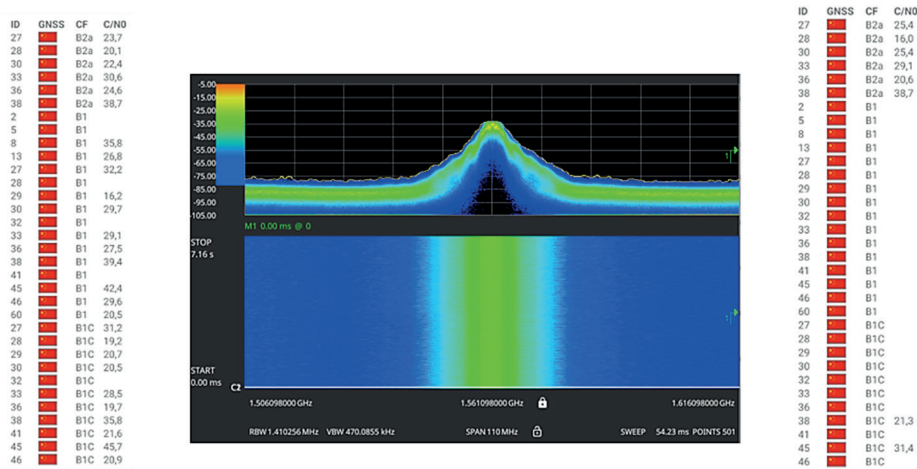 ID GNSS CF C/N0
27 B2a 23,7
28 B2a 20,1
30 B2a 22,4
33 B2a 30,6
36 B2a 24,6
38 B2a 38,7
2 B1
5 B1
8 B1 35,8
13 B1 26,8
27 B1 32,2
28 B1
29 B1 16,2
30 B1 29,7
32 B1
33 B1 29,1
36 B1 27,5
38 B1 39,4
41 B1
45 B1 42,4
46 B1 29,6
60 B1 20,5
27 B1C 31,2
28 B1C 19,2
29 B1C 20,7
30 B1C 20,5
32 B1C
33 B1C 28,5
36 B1C 19,7
38 B1C 35,8
41 B1C 21,6
45 B1C 45,7
46 B1C 20,9
-5.00
-15.00
-25.00
-35.00
-45.00
-55.00
-65.00
-75.00
-85.00
-95.00
-105.00
1
M1 0.00 ms @ 0
STOP
7.16 s
1
START
0.00 ms
C2
1.506098000 GHz 1.561098000 GHz 1.616098000 GHz
RBW 1.410256 MHz VBW 470.0855 kHz SPAN 110 MHz SWEEP 54.23 ms POINTS 501
ID GNSS CF C/N0
27 B2a 25,4
28 B2a 16,0
30 B2a 25,4
33 B2a 29,1
36 B2a 20,6
38 B2a 38,7
2 B1
5 B1
8 B1
13 B1
27 B1
28 B1
29 B1
30 B1
32 B1
33 B1
36 B1
38 B1
41 B1
45 B1
46 B1
60 B1
27 B1C
28 B1C
29 B1C
30 B1C
32 B1C
33 B1C
36 B1C
38 B1C 21,3
41 B1C
45 B1C 31,4
46 B1C